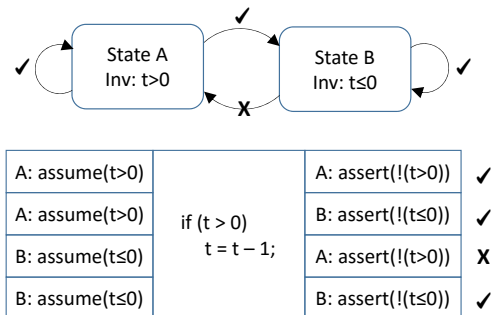 ✓
State A
Inv: t>0
State B
Inv: t≤0
✓
✓
X
A: assume(t>0)
A: assert(!(t>0))
✓
A: assume(t>0)
B: assert(!(t≤0))
✓
if (t > 0)
t = t – 1;
B: assume(t≤0)
A: assert(!(t>0))
X
B: assume(t≤0)
B: assert(!(t≤0))
✓